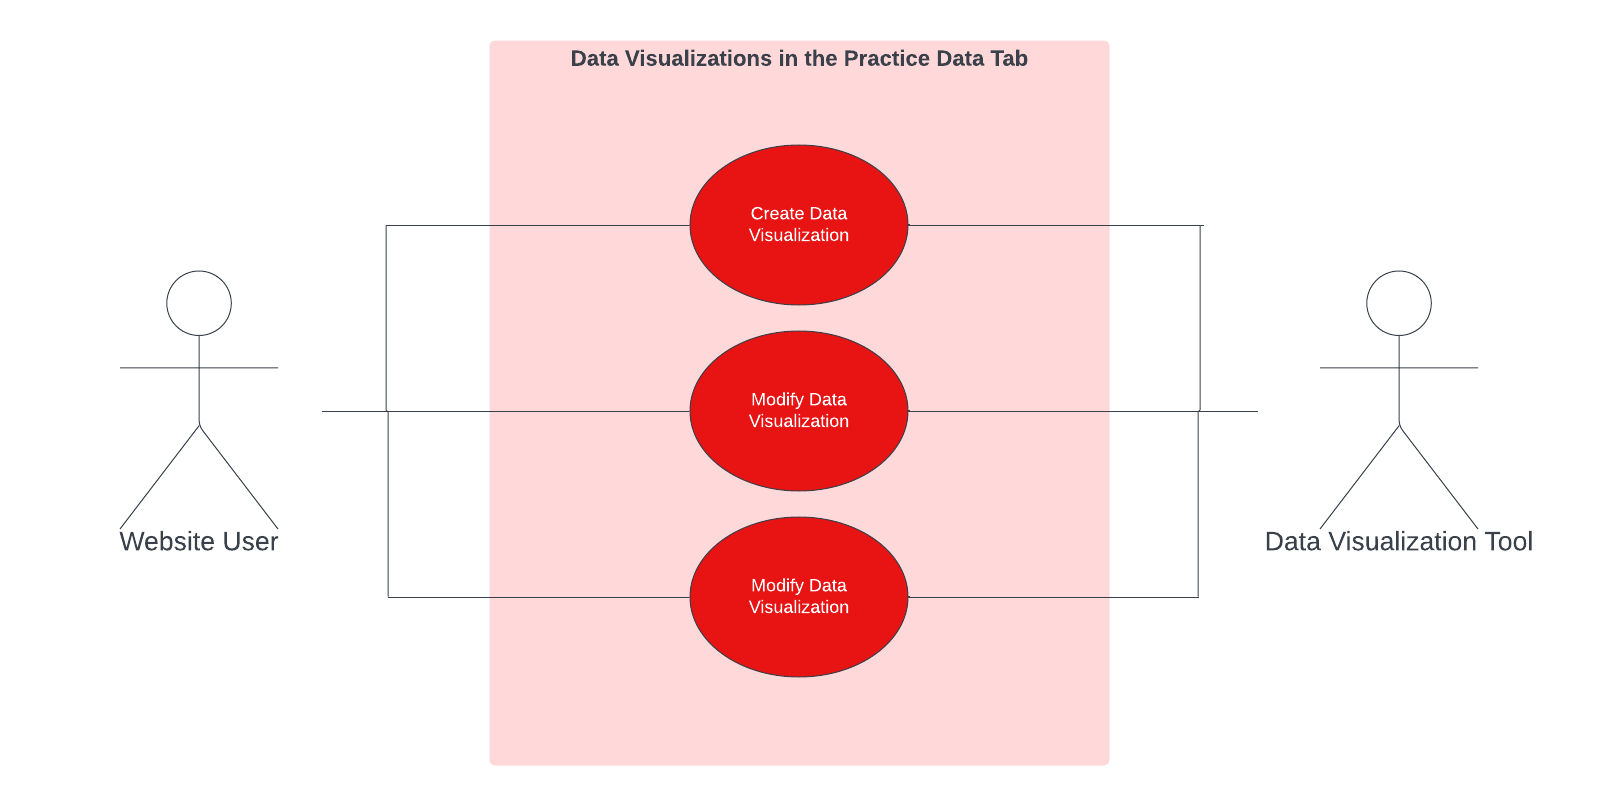 Data Visualizations in the Practice Data Tab
Create Data
Visualization
Modify Data
Visualization
Website User
Data Visualization Tool
Modify Data
Visualization